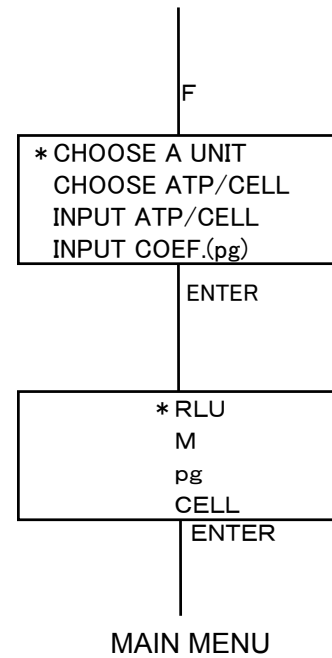 F
* CHOOSE A UNIT
CHOOSE ATP/CELL
INPUT ATP/CELL
INPUT COEF.(pg)
ENTER
* RLU
M
pg
CELL
ENTER
MAIN MENU